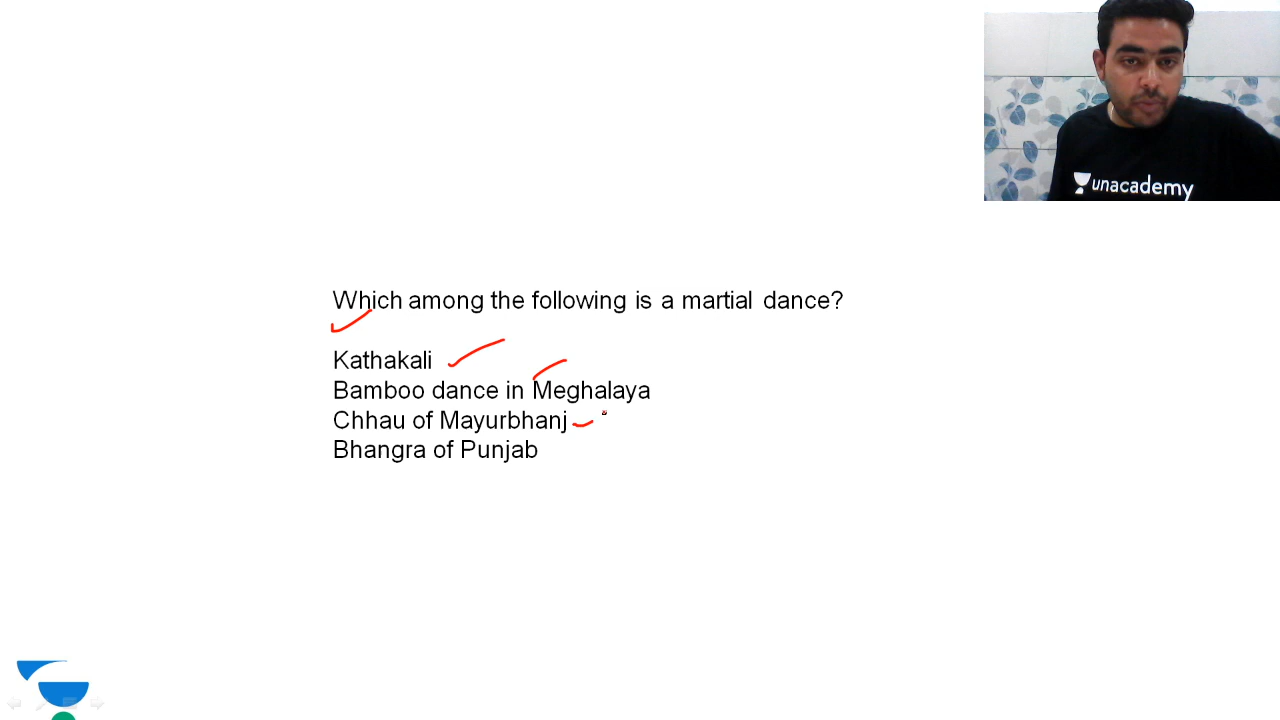 unacademy
Which among the following is a martial dance?
Kathakali
Bamboo dance in Meghalaya
Chhau of Mayurbhanj
Bhangra of Punjab